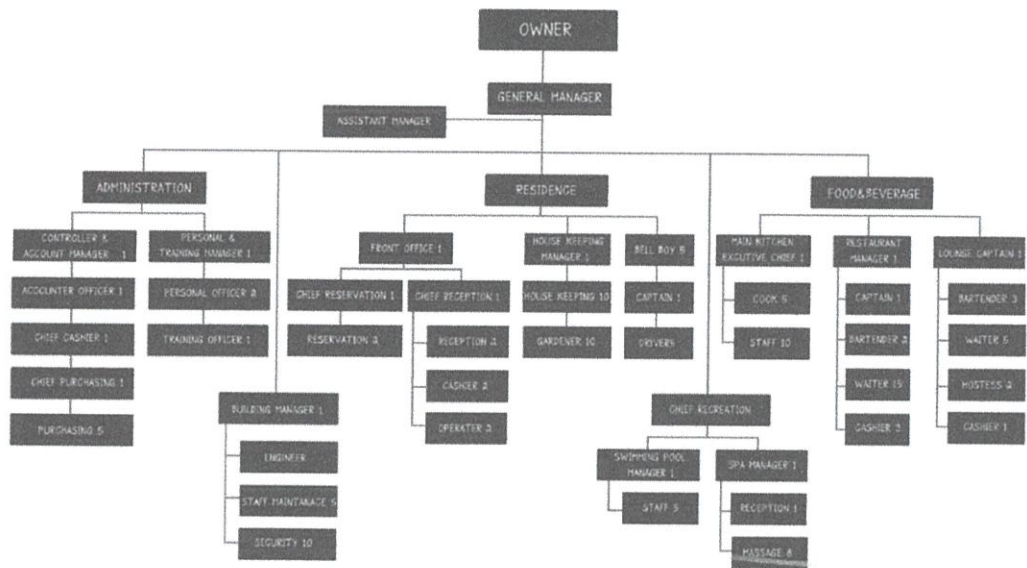 OWNER
GENERAL MANAGER
ASSISTANT MANAGER
ADMINISTRATION
RESIDENCE
FOOD&BEVERAGE
CONTROLLER &
ACCOUNT MANAGER 1
PERSONAL &
TRAINING MANAGER 1
FRONT OFFICE 1
HOUSE KEEPING
MANAGER 1
BELL BOY 5
MAIN KITCHEN
EXCUTIVE CHIEF 1
RESTAURANT
MANAGER 1
LOUNGE CAPTAIN 1
ACCOUNTER OFFICER 1
PERSONAL OFFICER 2
CHIEF RESERVATION 1
CHIEF RECEPTION 1
HOUSE KEEPING 10
CAPTAIN 1
COOK 5
CAPTAIN 1
BARTENDER 3
CHIEF CASHIER 1
TRAINING OFFICER 1
RESERVATION 2
RECEPTION 2
GARDENER 10
DRIVER5
STAFF 10
BARTENDER 2
WAITER 5
CHIEF PURCHASING 1
CASHIER 2
WAITER 15
HOSTESS 2
PURCHASING 5
BUILDING MANAGER 1
OPERATER 2
CHIEF RECREATION
CASHIER 3
CASHIER 1
ENGINEER
SWIMMING POOL
MANAGER 1
SPA MANAGER 1
STAFF MAINTANACE 5
STAFF 5
RECEPTION 1
SECURITY 10
MASSAGE 8